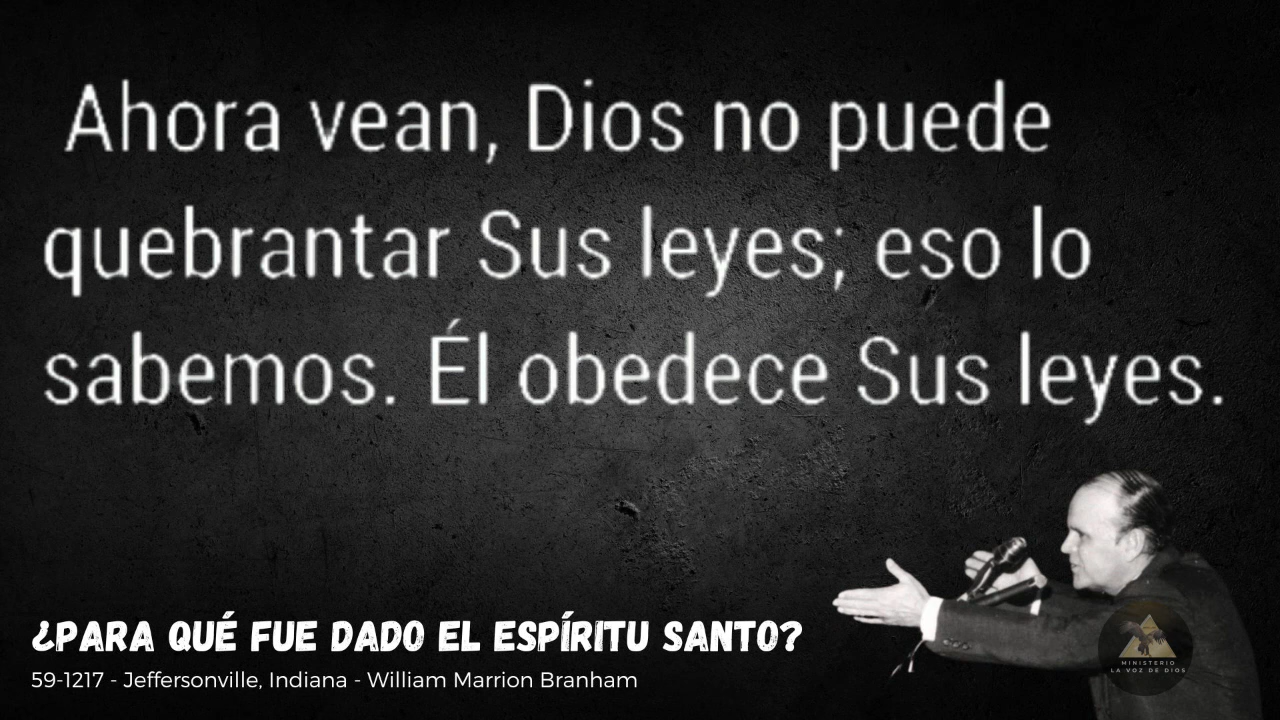 Ahora vean, Dios no puede
quebrantar Sus leyes; eso lo
sabemos. Él obedece Sus leyes.
¿PARA QUÉ FUE DADO EL ESPÍRITU SANTO?
59-1217 - Jeffersonville, Indiana - William Marrion Branham
MINISTERIO
LA VOZ DE DIOS